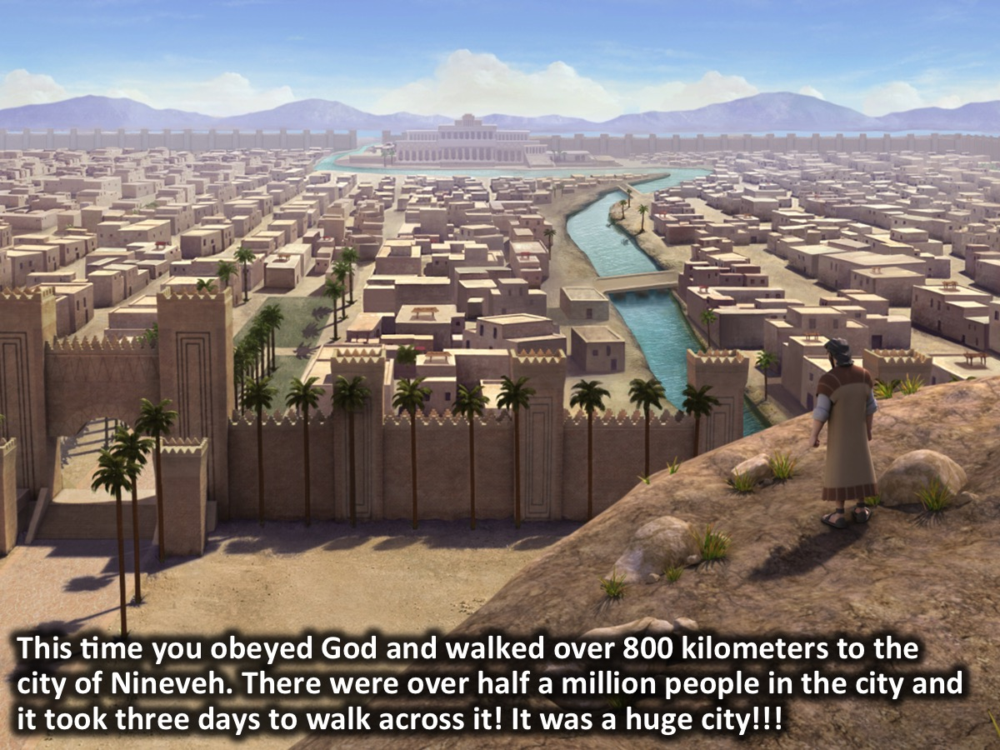 This time you obeyed God and walked over 800 kilometers to the
city of Nineveh. There were over half a million people in the city and
it took three days to walk across it! It was a huge city!!!